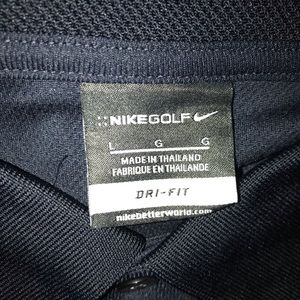 NIKEGOLF
L G G
MADE IN THAILAND
FABRIQUE EN THAILANDE
DRI-FIT
nikebetterworld.com